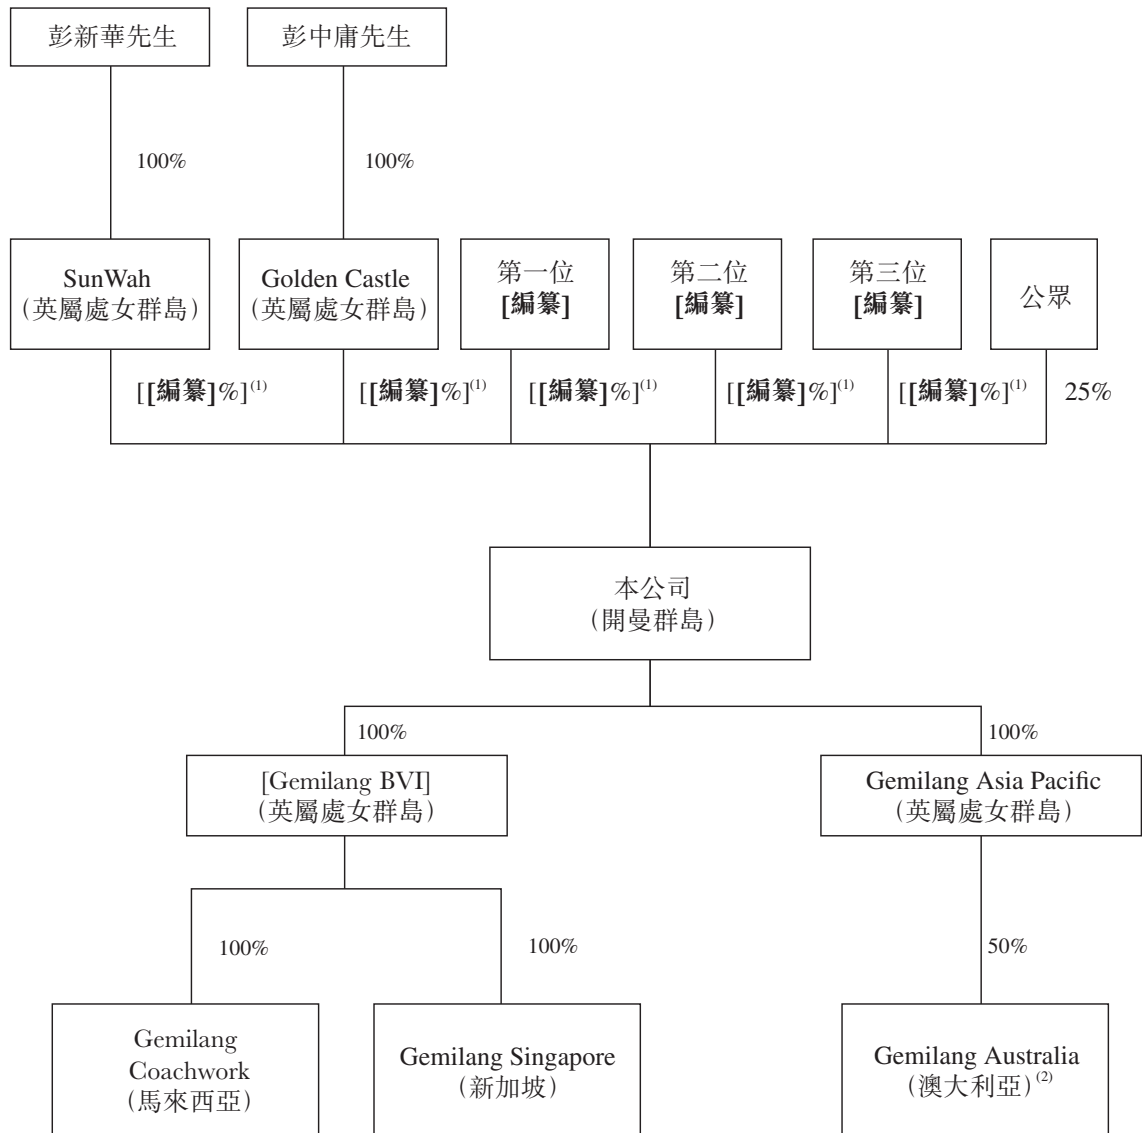 彭新華先生
彭中庸先生
100%
100%
SunWah
(英屬處女群島)
Golden Castle
(英屬處女群島)
第一位
[編纂]
第二位
[編纂]
第三位
[編纂]
公眾
[[編纂]%](1)
[[編纂]%](1)
[[編纂]%](1)
[[編纂]%](1)
[[編纂]%](1)
25%
本公司
(開曼群島)
100%
100%
[Gemilang BVI]
(英屬處女群島)
Gemilang Asia Pacific
(英屬處女群島)
100%
100%
50%
Gemilang
Coachwork
(馬來西亞)
Gemilang Singapore
(新加坡)
Gemilang Australia
(澳大利亞)(2)